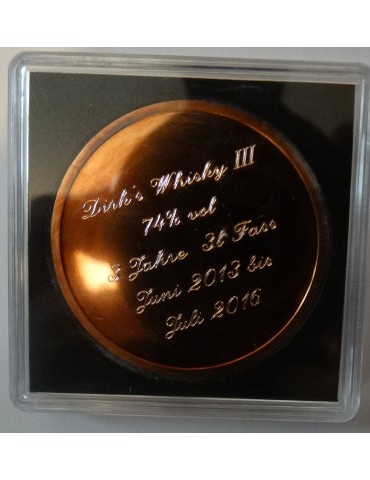 Dirk's Whisky III
74% vol
3 Jahre 3l Fass
Juni 2013 bis
Juli 2016